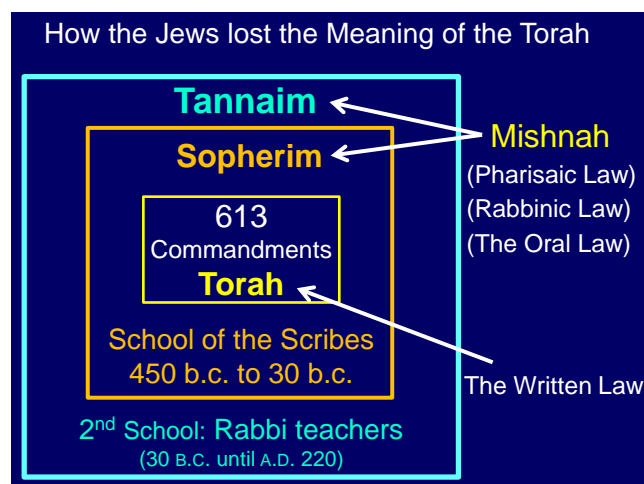 How the Jews lost the Meaning of the Torah
Tannaim
Sopherim
613
Commandments
Torah
School of the Scribes
450 b.c. to 30 b.c.
2nd School: Rabbi teachers
(30 B.C. until A.D. 220)
Mishnah
(Pharisaic Law)
(Rabbinic Law)
(The Oral Law)
The Written Law